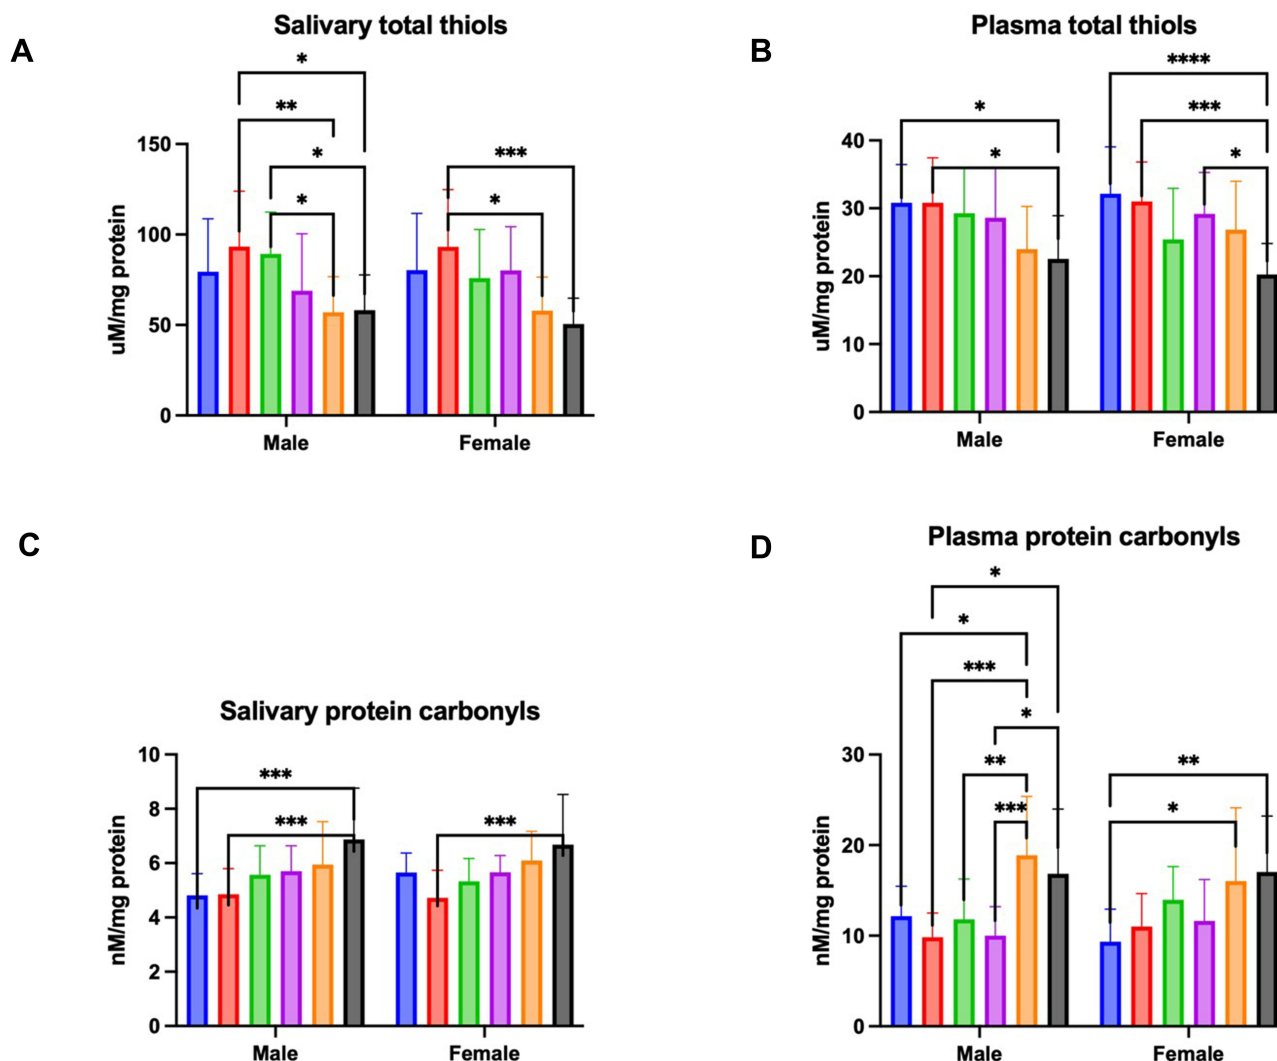 A
Salivary total thiols
*
**
*
***
*
*
150
100
50
0
uM/mg protein
Male
Female
B
Plasma total thiols
****
*
***
*
*
40
30
20
10
0
uM/mg protein
Male
Female
C
Salivary protein carbonyls
***
***
***
10
8
6
4
2
0
nM/mg protein
Male
Female
D
Plasma protein carbonyls
*
*
***
*
**
**
***
*
30
20
10
0
nM/mg protein
Male
Female